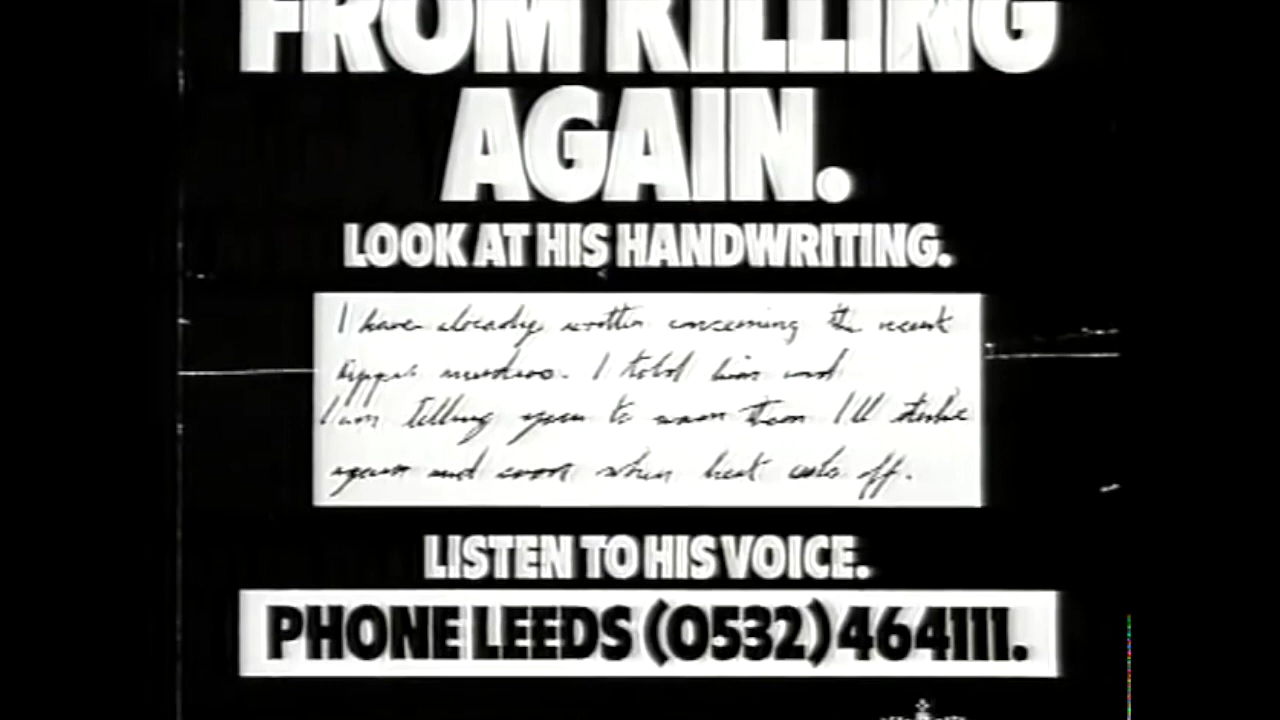 FROM KILLING
AGAIN.
LOOK AT HIS HANDWRITING.
I have already written concerning the recent
Ripper murders. I told him and
I am telling you to warn them I'll strike
again and soon when heat cools off.
LISTEN TO HIS VOICE.
PHONE LEEDS (0532) 464111.